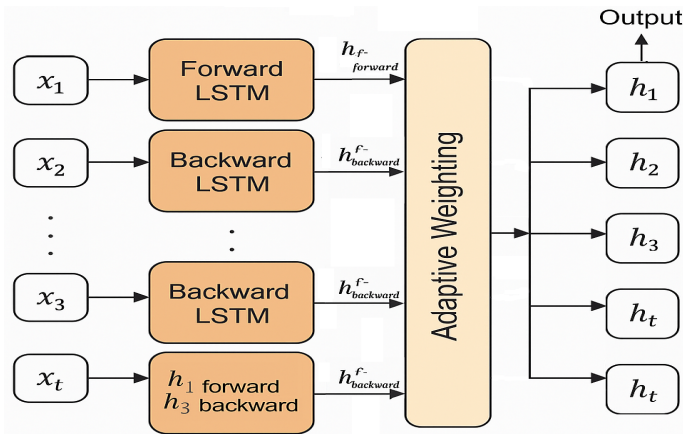 Output
x₁
Forward
LSTM
h f- forward
h₁
x₂
Backward
LSTM
h f- backward
h₂
Adaptive Weighting
h₃
x₃
Backward
LSTM
h f- backward
hₜ
xₜ
h₁ forward
h₃ backward
h f- backward
hₜ